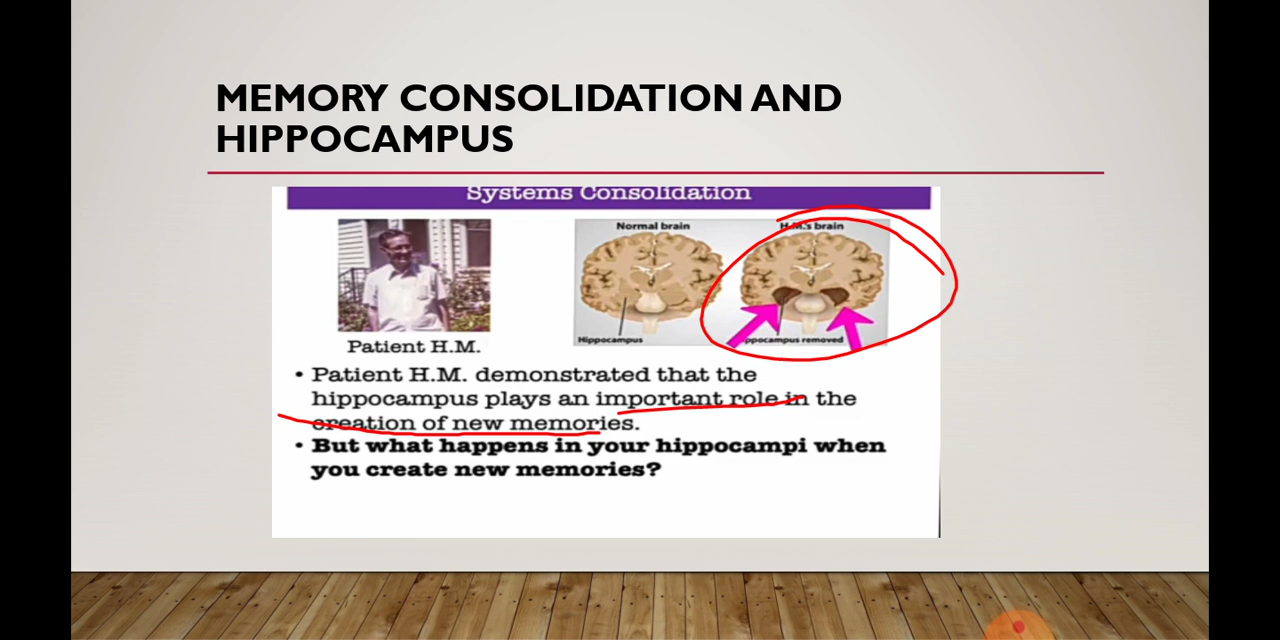 MEMORY CONSOLIDATION AND
HIPPOCAMPUS
Systems Consolidation
Normal brain
H.M.'s brain
Hippocampus
ppocampus removed
Patient H.M.
• Patient H.M. demonstrated that the
hippocampus plays an important role in the
creation of new memories.
• But what happens in your hippocampi when
you create new memories?